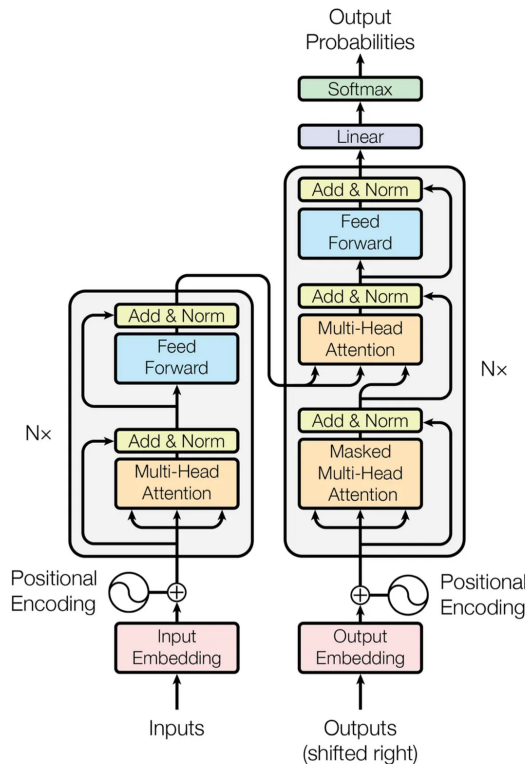 Output
Probabilities
Softmax
Linear
Add & Norm
Feed
Forward
Add & Norm
Multi-Head
Attention
Add & Norm
Masked
Multi-Head
Attention
N×
Add & Norm
Feed
Forward
Add & Norm
Multi-Head
Attention
N×
Positional
Encoding
Positional
Encoding
Input
Embedding
Output
Embedding
Inputs
Outputs
(shifted right)